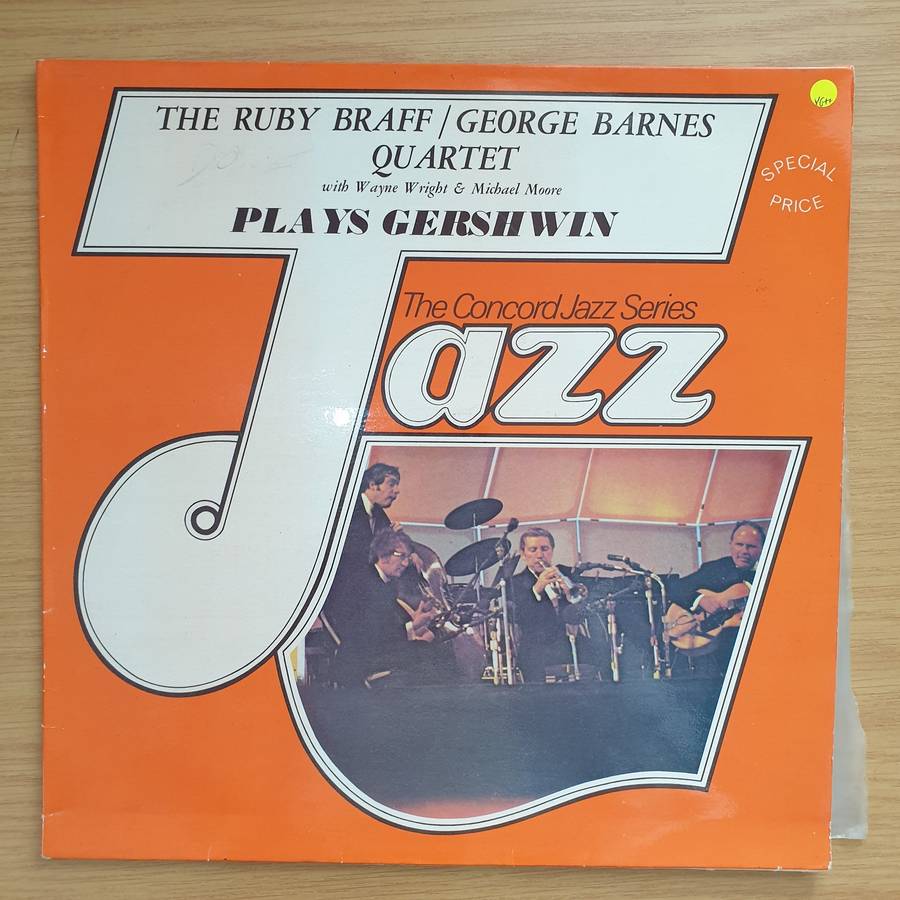 THE RUBY BRAFF / GEORGE BARNES
QUARTET
with Wayne Wright & Michael Moore
PLAYS GERSHWIN
VG++
SPECIAL
PRICE
The Concord Jazz Series
Jazz